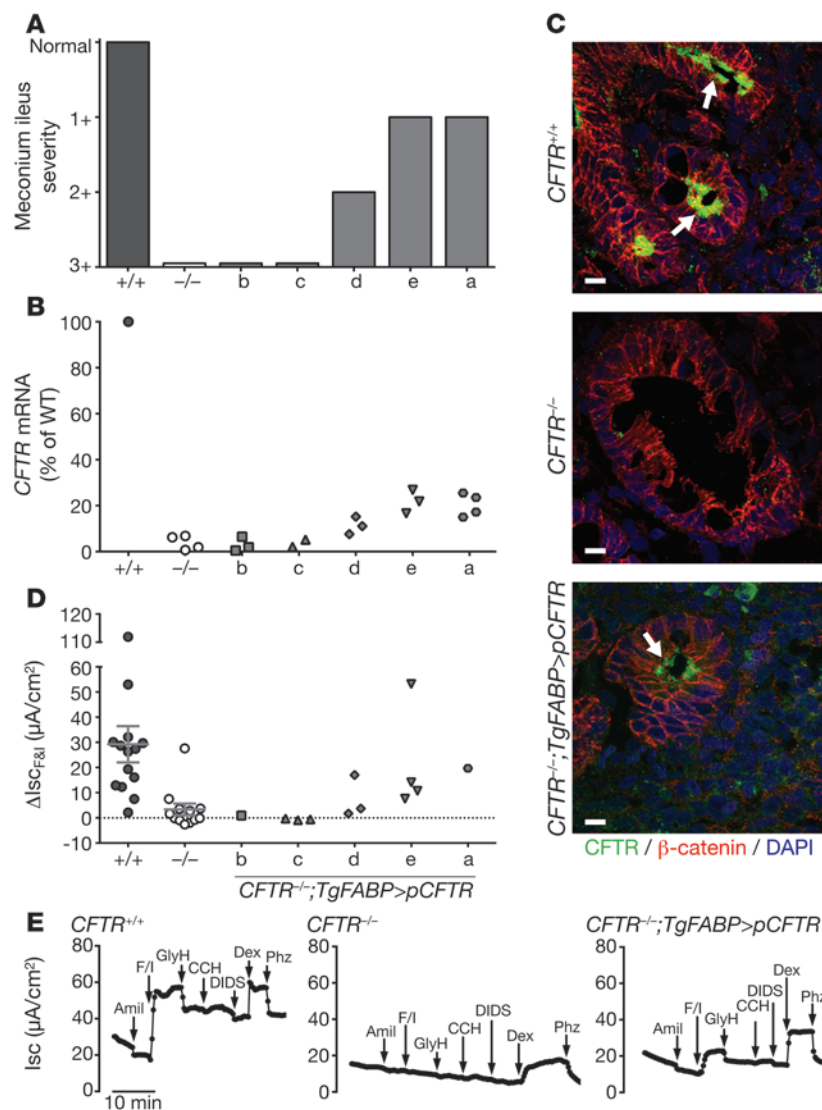 A
Normal
1+
2+
3+
Meconium ileus
severity
+/+ −/− b c d e a
B
100
80
60
40
20
0
CFTR mRNA
(% of WT)
+/+ −/− b c d e a
D
120
110
60
50
40
30
20
10
0
-10
ΔIscF&I (µA/cm²)
+/+ −/− b c d e a
CFTR−/−;TgFABP>pCFTR
C
CFTR+/+
CFTR−/−
CFTR−/−;TgFABP>pCFTR
CFTR / β-catenin / DAPI
E
CFTR+/+
Isc (µA/cm²)
80
60
40
20
0
Amil
F/I
GlyH
CCH
DIDS
Dex
Phz
10 min
CFTR−/−
80
60
40
20
0
Amil
F/I
GlyH
CCH
DIDS
Dex
Phz
CFTR−/−;TgFABP>pCFTR
80
60
40
20
0
Amil
F/I
GlyH
CCH
DIDS
Dex
Phz